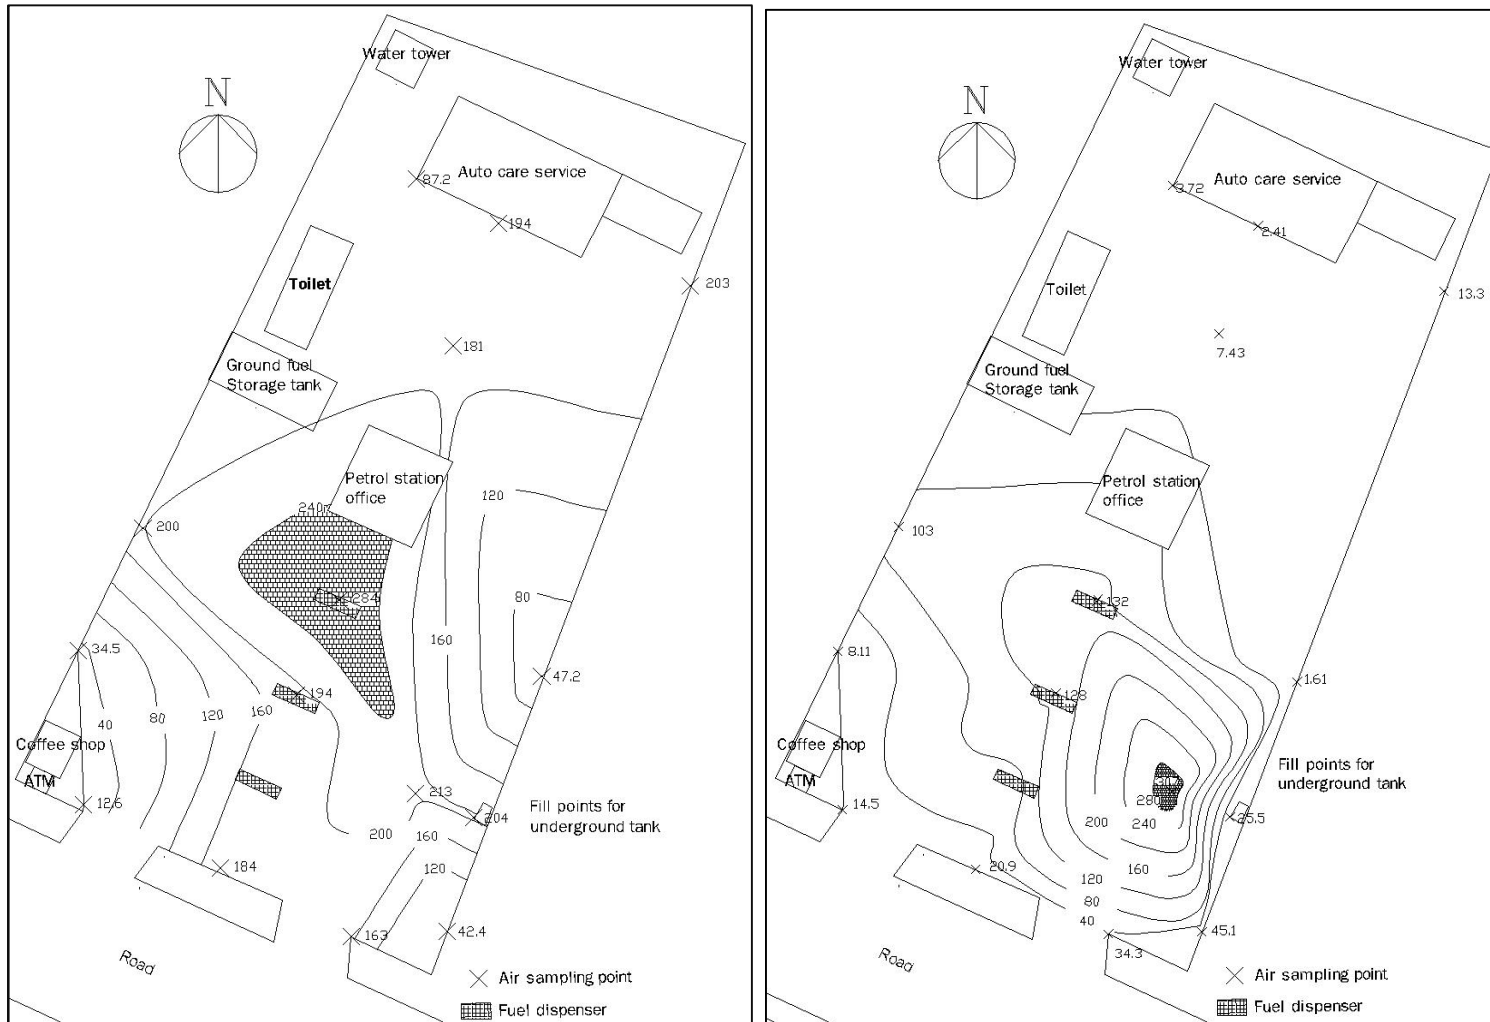 Water tower
N
Auto care service
87.2
194
Toilet
203
181
Ground fuel
Storage tank
Petrol station
office
120
240
200
284
80
160
34.5
47.2
194
40
80
120
160
Coffee shop
ATM
12.6
213
204
Fill points for
underground tank
200
160
120
184
163
42.4
Road
Air sampling point
Fuel dispenser
Water tower
N
Auto care service
3.72
2.41
Toilet
13.3
7.43
Ground fuel
Storage tank
Petrol station
office
103
132
8.11
1.61
128
Coffee shop
ATM
14.5
Fill points for
underground tank
280
200
240
25.5
160
120
80
40
20.9
34.3
45.1
Road
Air sampling point
Fuel dispenser